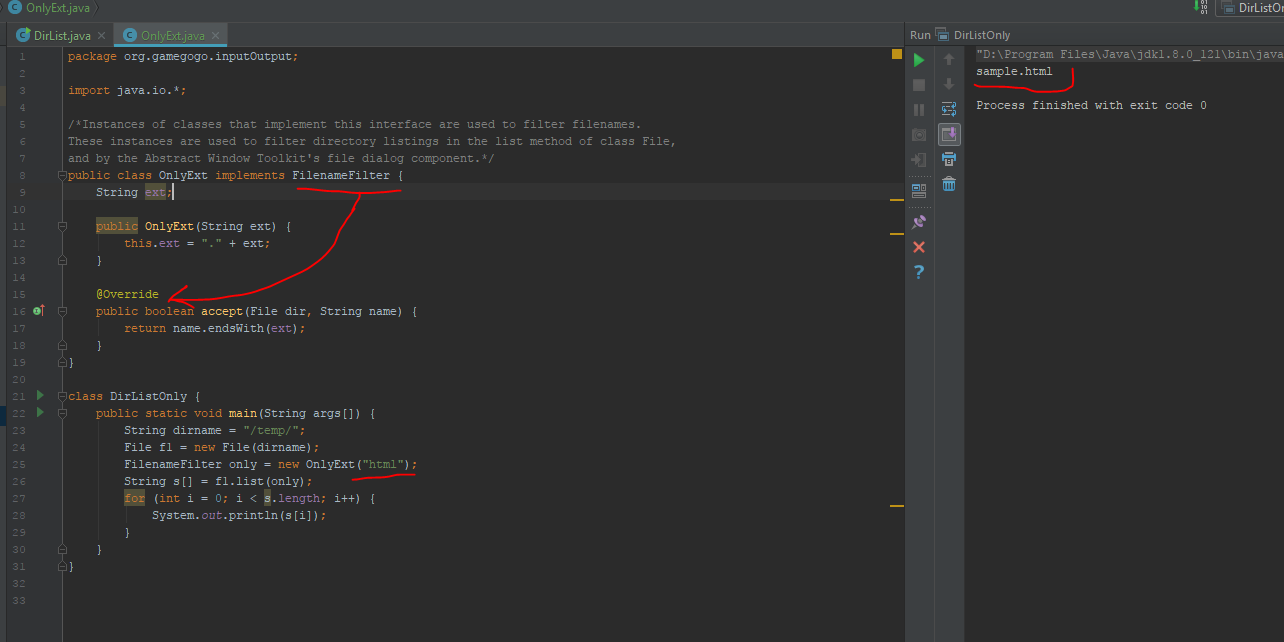 OnlyExt.java
DirListOn
DirList.java
OnlyExt.java
Run DirListOnly
1 package org.gamegogo.inputOutput;
2
3 import java.io.*;
4
5 /*Instances of classes that implement this interface are used to filter filenames.
6 These instances are used to filter directory listings in the list method of class File,
7 and by the Abstract Window Toolkit's file dialog component.*/
8 public class OnlyExt implements FilenameFilter {
9 String ext;
10
11 public OnlyExt(String ext) {
12 this.ext = "." + ext;
13 }
14
15 @Override
16 public boolean accept(File dir, String name) {
17 return name.endsWith(ext);
18 }
19 }
20
21 class DirListOnly {
22 public static void main(String args[]) {
23 String dirname = "/temp/";
24 File f1 = new File(dirname);
25 FilenameFilter only = new OnlyExt("html");
26 String s[] = f1.list(only);
27 for (int i = 0; i < s.length; i++) {
28 System.out.println(s[i]);
29 }
30 }
31 }
32
33
"D:\Program Files\Java\jdk1.8.0_121\bin\java
sample.html
Process finished with exit code 0